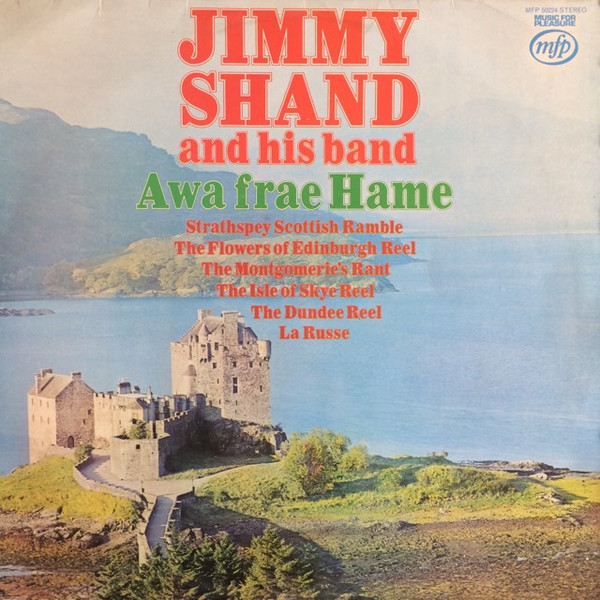 MFP 50224 STEREO
MUSIC FOR
PLEASURE
mfp
JIMMY
SHAND
and his band
Awa frae Hame
Strathspey Scottish Ramble
The Flowers of Edinburgh Reel
The Montgomerie's Rant
The Isle of Skye Reel
The Dundee Reel
La Russe